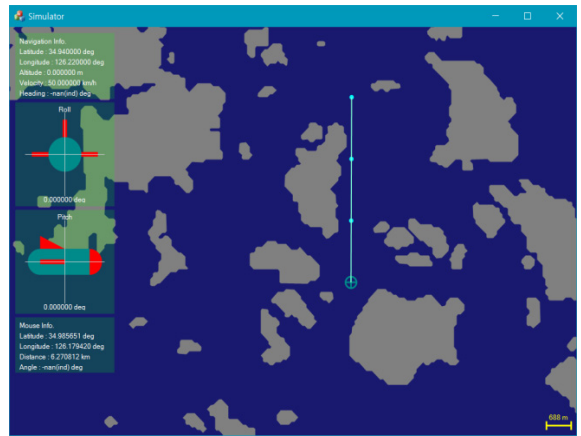 Simulator
Navigation Info.
Latitude : 34.940000 deg
Longitude : 126.220000 deg
Altitude : 0.000000 m
Velocity : 50.000000 km/h
Heading : -nan(ind) deg
Roll
0.000000 deg
Pitch
0.000000 deg
Mouse Info.
Latitude : 34.985651 deg
Longitude : 126.179420 deg
Distance : 6.270812 km
Angle : -nan(ind) deg
688 m